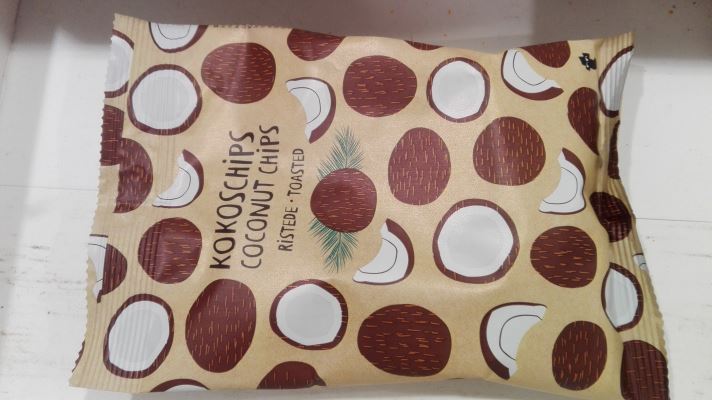 KOKOSCHiPS
COCONUT CHiPS
RiSTEDE · TOASTED